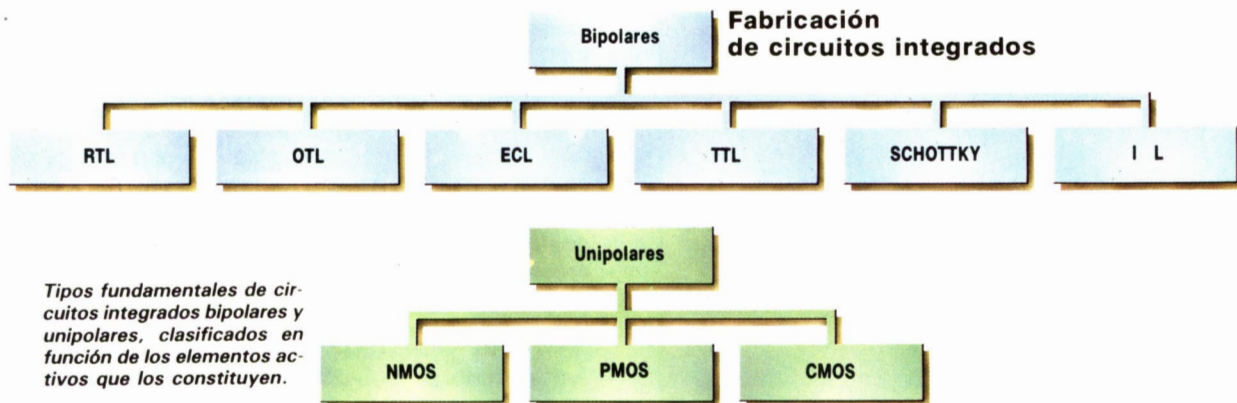 Bipolares
Fabricación
de circuitos integrados
RTL
OTL
ECL
TTL
SCHOTTKY
I L
Unipolares
Tipos fundamentales de cir-
cuitos integrados bipolares y
unipolares, clasificados en
función de los elementos ac-
tivos que los constituyen.
NMOS
PMOS
CMOS